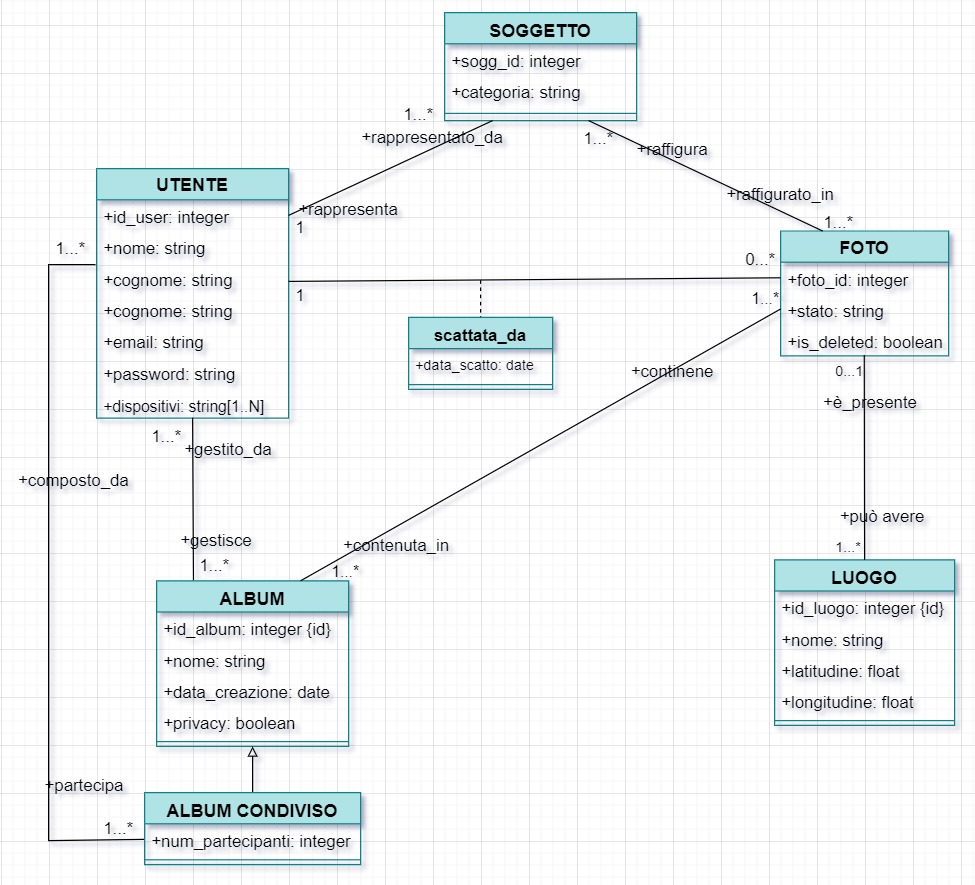 SOGGETTO
+sogg_id: integer
+categoria: string
1...*
+rappresentato_da
1...*
+raffigura
UTENTE
+id_user: integer
+nome: string
+cognome: string
+cognome: string
+email: string
+password: string
+dispositivi: string[1..N]
+rappresenta
1
+raffigurato_in
1...*
FOTO
+foto_id: integer
+stato: string
+is_deleted: boolean
1...*
0...*
1
1...*
scattata_da
+data_scatto: date
+continene
0...1
+è_presente
1...*
+gestito_da
+composto_da
+gestisce
1...*
+contenuta_in
1...*
+può avere
1...*
ALBUM
+id_album: integer {id}
+nome: string
+data_creazione: date
+privacy: boolean
LUOGO
+id_luogo: integer {id}
+nome: string
+latitudine: float
+longitudine: float
+partecipa
1...*
ALBUM CONDIVISO
+num_partecipanti: integer